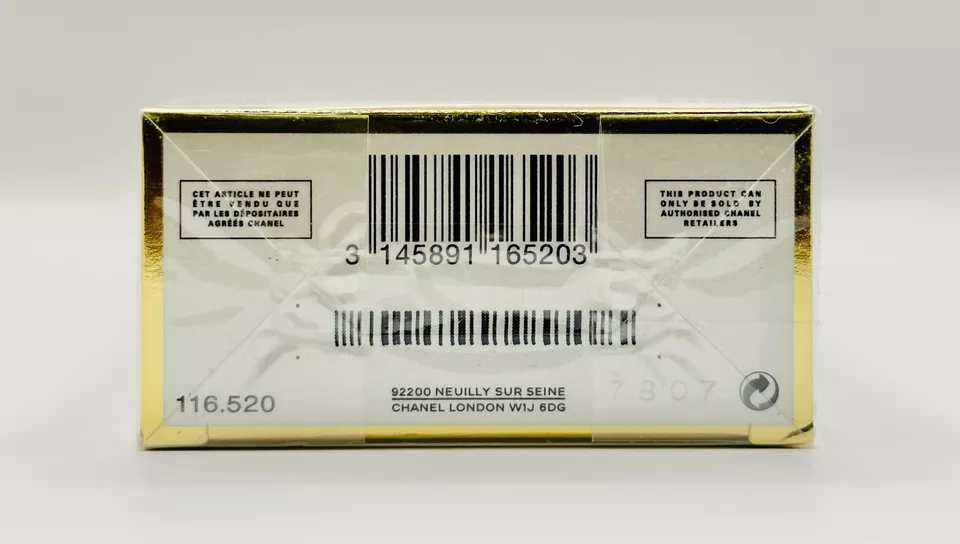 CET ARTICLE NE PEUT
ÊTRE VENDU QUE
PAR LES DÉPOSITAIRES
AGRÉÉS CHANEL
THIS PRODUCT CAN
ONLY BE SOLD BY
AUTHORISED CHANEL
RETAILERS
3 145891 165203
116.520
92200 NEUILLY SUR SEINE
CHANEL LONDON W1J 6DG
7807